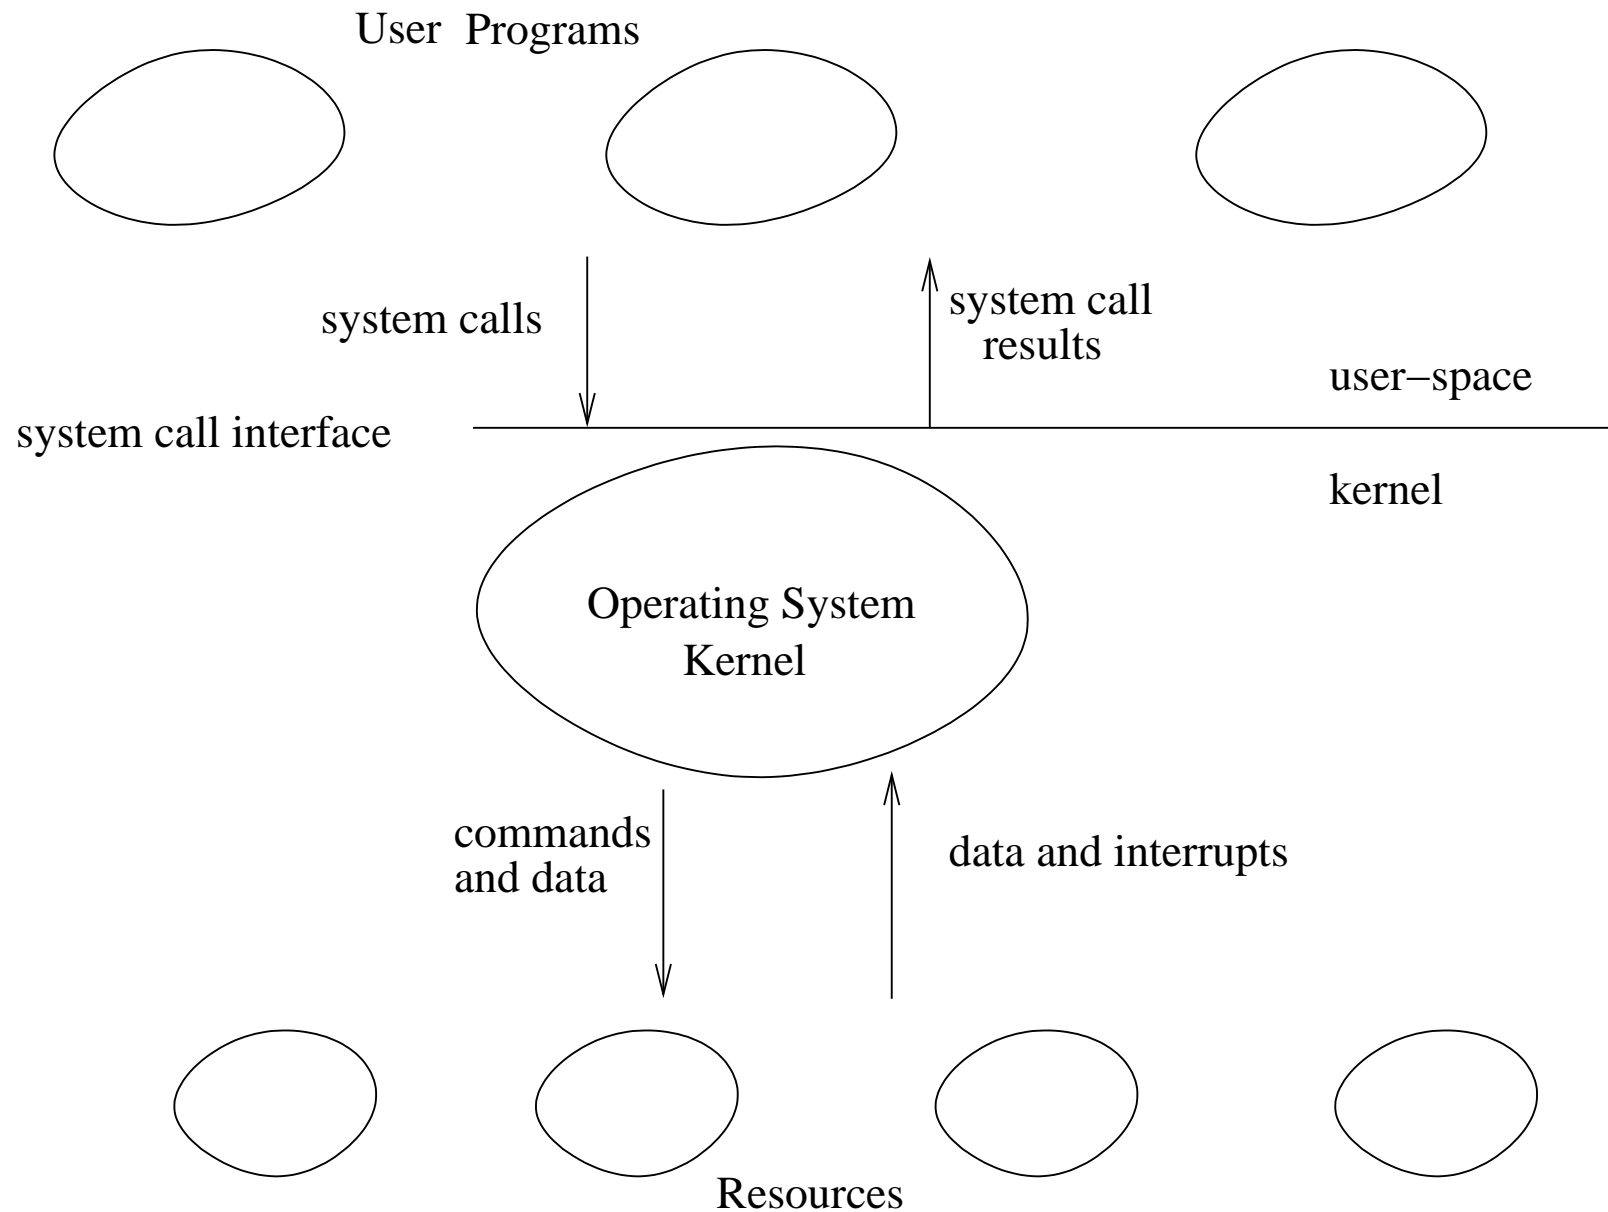 User Programs
system calls
system call
results
user−space
system call interface
kernel
Operating System
Kernel
commands
and data
data and interrupts
Resources